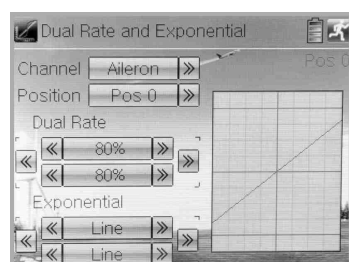 Dual Rate and Exponential
Pos 0
Channel Aileron
Position Pos 0
Dual Rate
80%
80%
Exponential
Line
Line